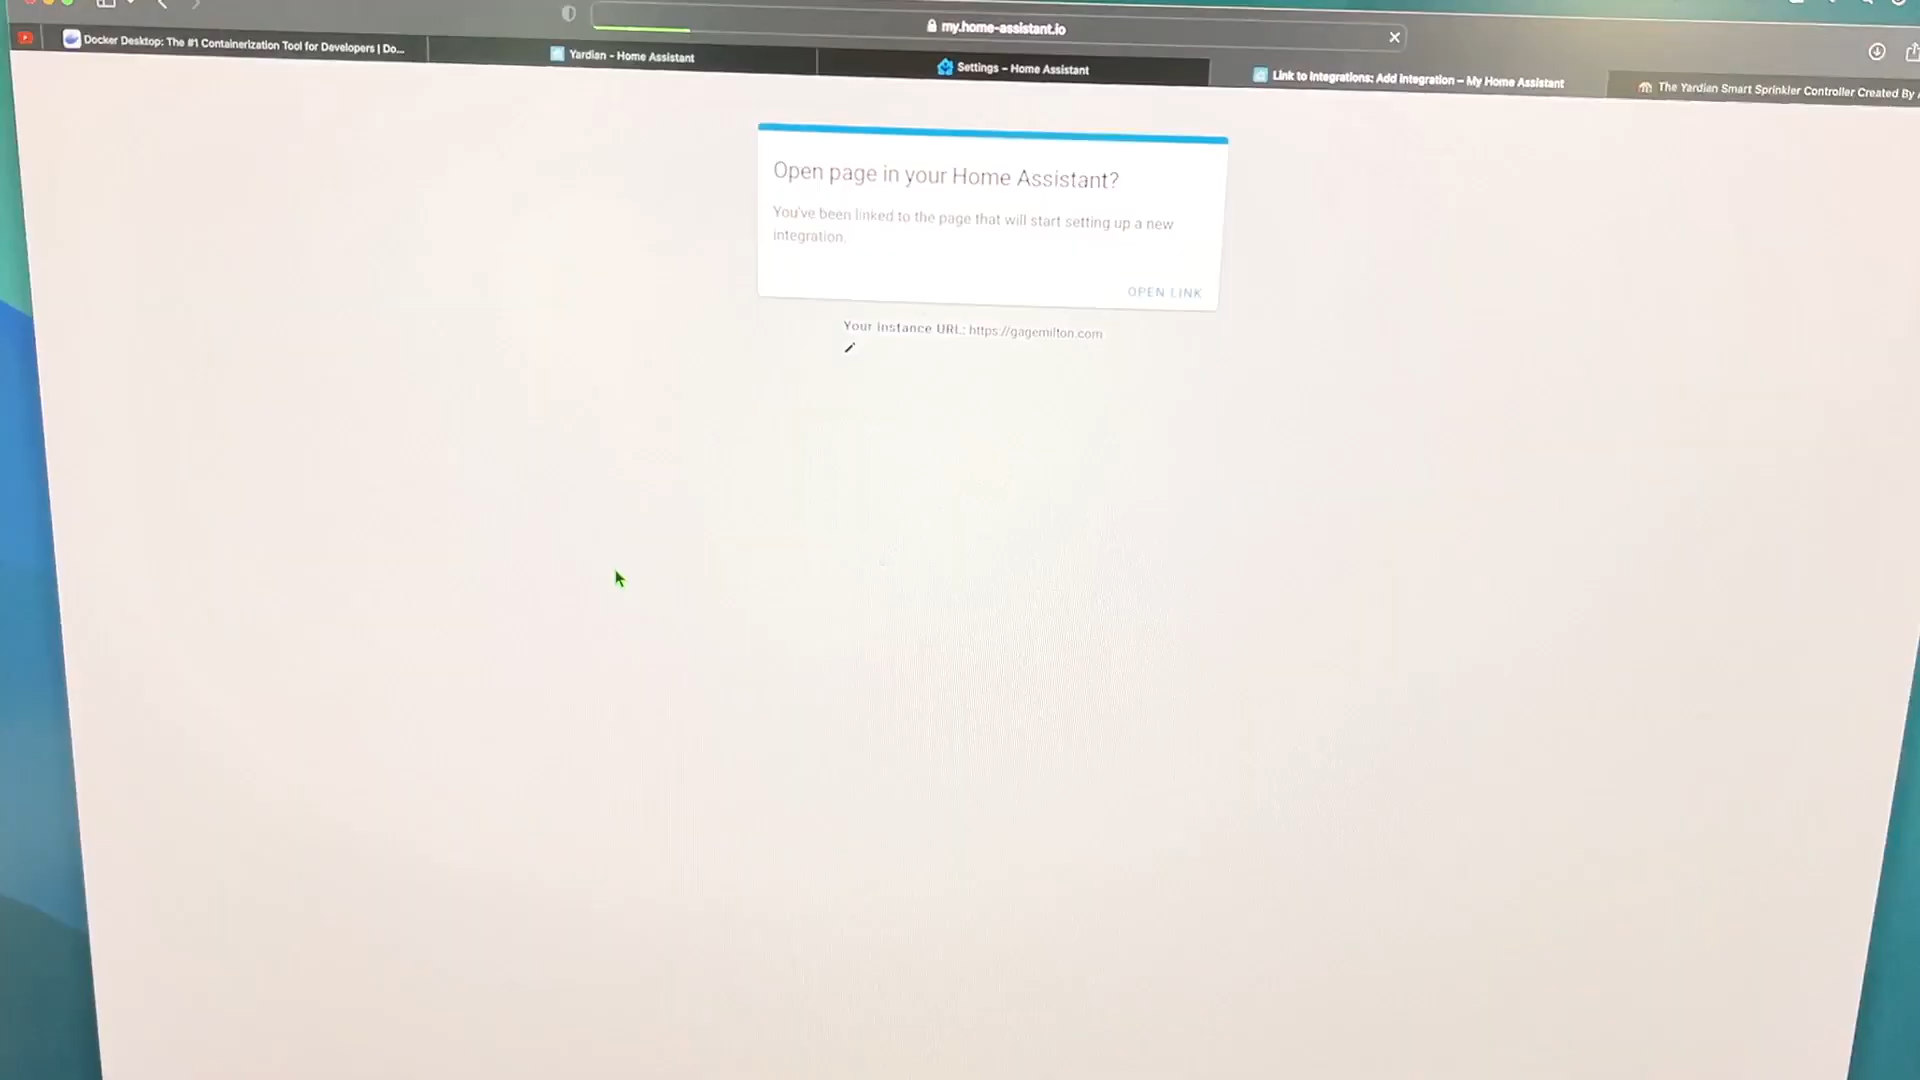 my.home-assistant.io
Docker Desktop: The #1 Containerization Tool for Developers | Do...
Yardian – Home Assistant
Settings – Home Assistant
Link to Integrations: Add Integration – My Home Assistant
The Yardian Smart Sprinkler Controller Created By
Open page in your Home Assistant?
You've been linked to the page that will start setting up a new
integration.
OPEN LINK
Your instance URL: https://gagemilton.com